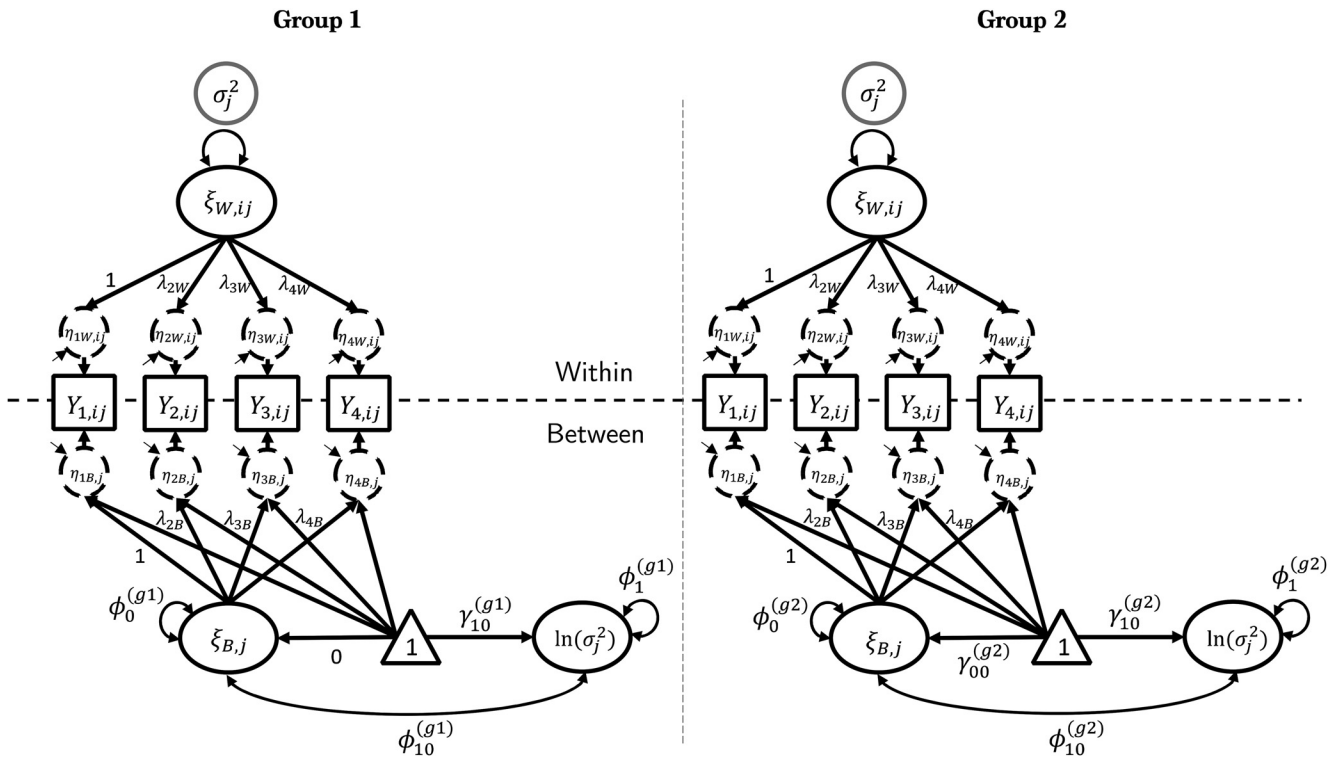 Group 1 Group 2
σ_j^2 σ_j^2
ξ_{W,ij} ξ_{W,ij}
1 λ_{2W} λ_{3W} λ_{4W} 1 λ_{2W} λ_{3W} λ_{4W}
η_{1W,ij} η_{2W,ij} η_{3W,ij} η_{4W,ij} η_{1W,ij} η_{2W,ij} η_{3W,ij} η_{4W,ij}
Within
Y_{1,ij} Y_{2,ij} Y_{3,ij} Y_{4,ij} Y_{1,ij} Y_{2,ij} Y_{3,ij} Y_{4,ij}
Between
η_{1B,j} η_{2B,j} η_{3B,j} η_{4B,j} η_{1B,j} η_{2B,j} η_{3B,j} η_{4B,j}
λ_{2B} λ_{3B} λ_{4B} λ_{2B} λ_{3B} λ_{4B}
1 1
ϕ_0^{(g1)} γ_{10}^{(g1)} ϕ_1^{(g1)} ϕ_0^{(g2)} γ_{10}^{(g2)} ϕ_1^{(g2)}
ξ_{B,j} 1 ln(σ_j^2) ξ_{B,j} 1 ln(σ_j^2)
0 γ_{00}^{(g2)}
ϕ_{10}^{(g1)} ϕ_{10}^{(g2)}